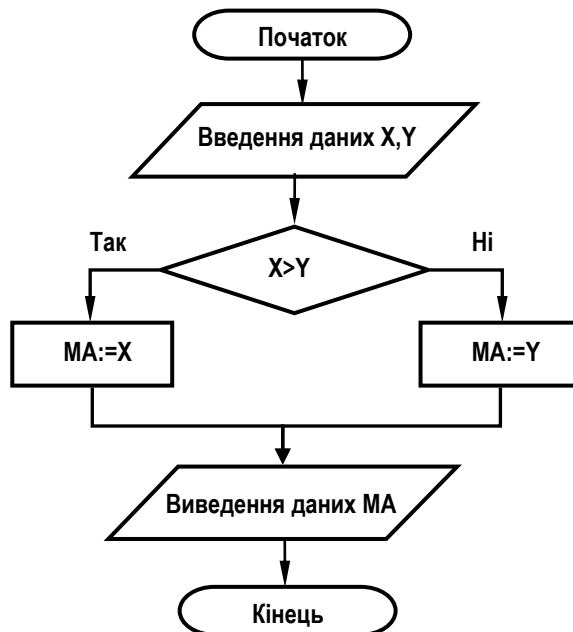 Початок
Введення даних X,Y
Так
Ні
X>Y
MA:=X
MA:=Y
Виведення даних MA
Кінець